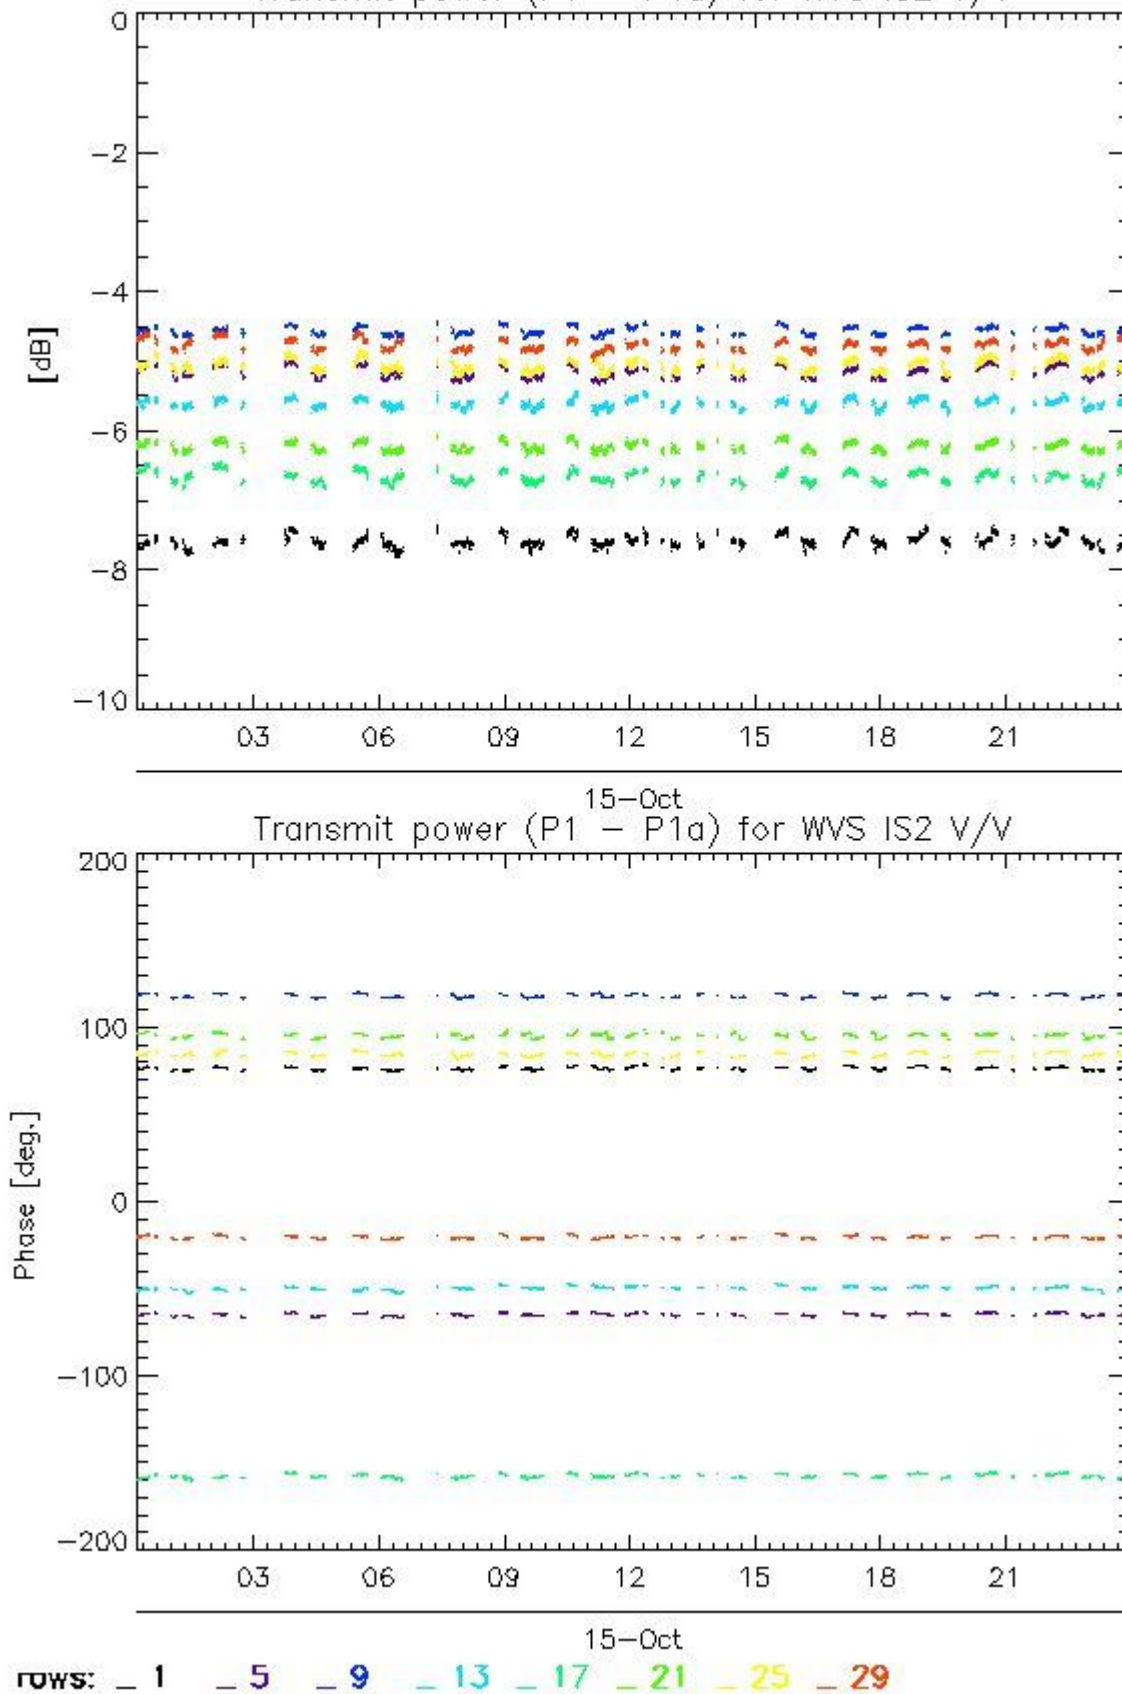 0
−2
−4
[dB]
−6
−8
−10
03 06 09 12 15 18 21
15−Oct
Transmit power (P1 − P1a) for WVS IS2 V/V
200
100
Phase [deg.]
0
−100
−200
03 06 09 12 15 18 21
15−Oct
rows: _ 1 _ 5 _ 9 _ 13 _ 17 _ 21 _ 25 _ 29